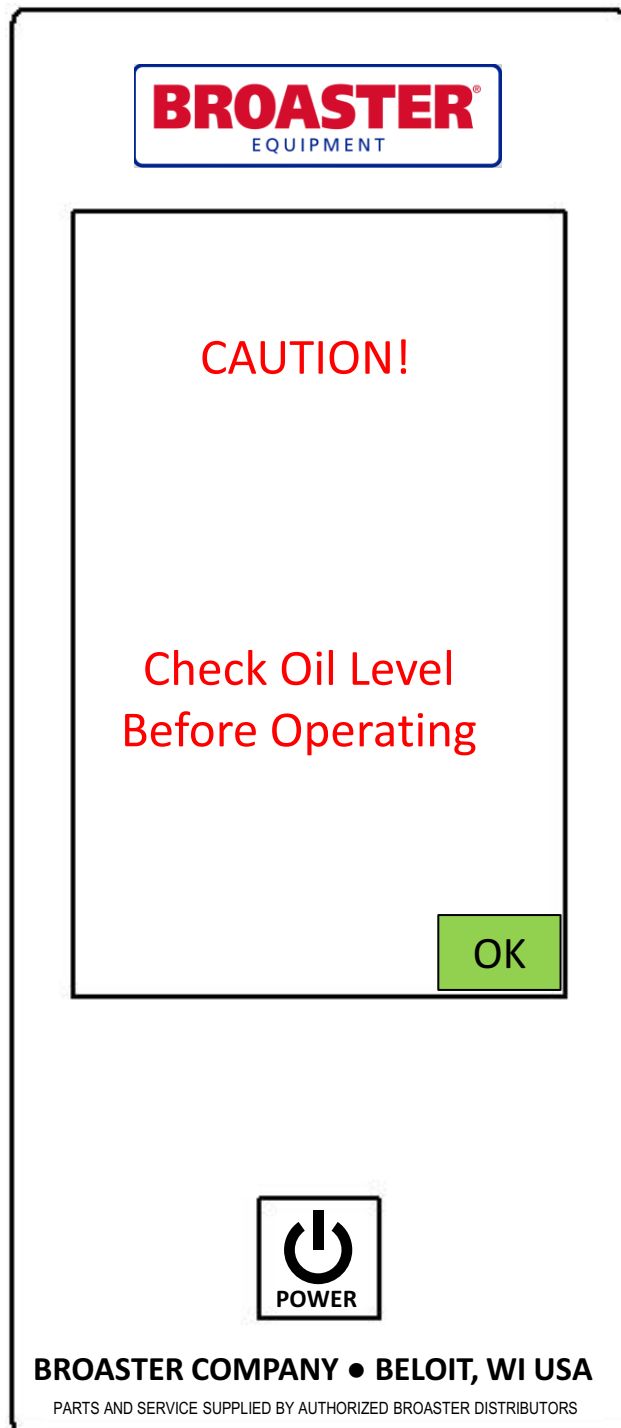 BROASTER®
EQUIPMENT
CAUTION!
Check Oil Level
Before Operating
OK
POWER
BROASTER COMPANY ● BELOIT, WI USA
PARTS AND SERVICE SUPPLIED BY AUTHORIZED BROASTER DISTRIBUTORS